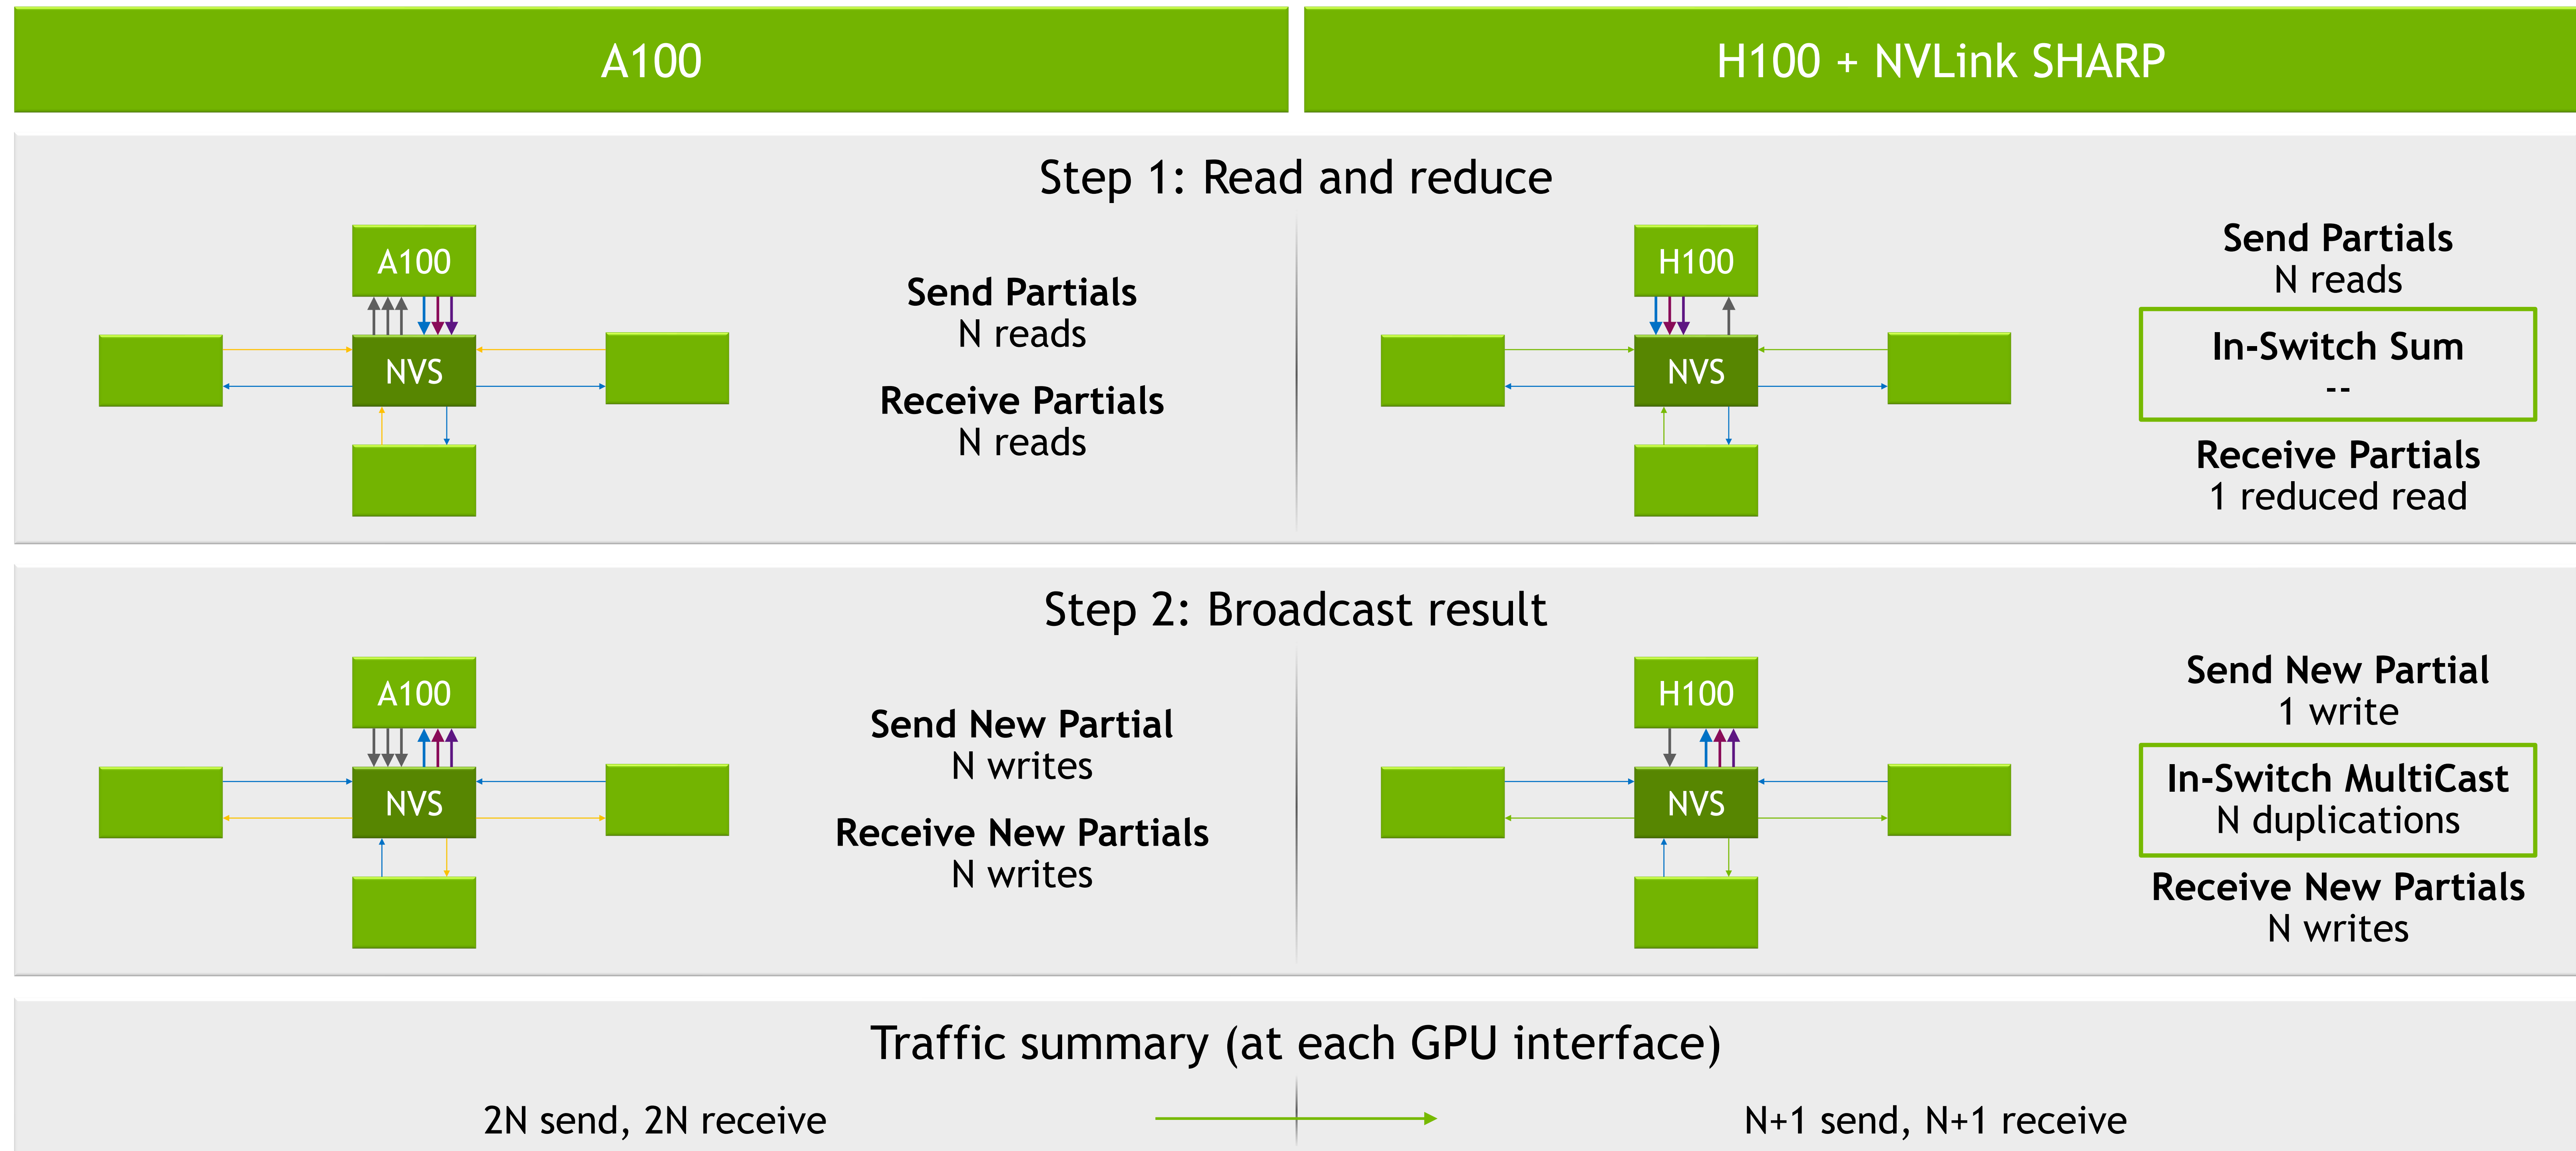 A100
H100 + NVLink SHARP
Step 1: Read and reduce
A100
NVS
Send Partials
N reads
Receive Partials
N reads
H100
NVS
Send Partials
N reads
In-Switch Sum
--
Receive Partials
1 reduced read
Step 2: Broadcast result
A100
NVS
Send New Partial
N writes
Receive New Partials
N writes
H100
NVS
Send New Partial
1 write
In-Switch MultiCast
N duplications
Receive New Partials
N writes
Traffic summary (at each GPU interface)
2N send, 2N receive
N+1 send, N+1 receive